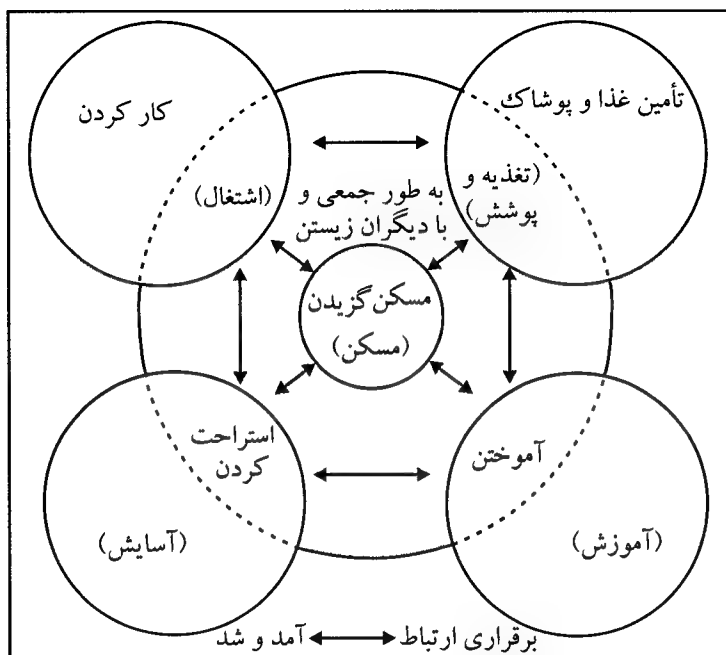 تأمین غذا و پوشاك
(تغذیه و
پوشش)
کار کردن
(اشتغال)
به طور جمعی و
با دیگران زیستن
مسکن گزیدن
(مسکن)
آموختن
(آموزش)
استراحت
کردن
(آسایش)
برقراری ارتباط
آمد و شد